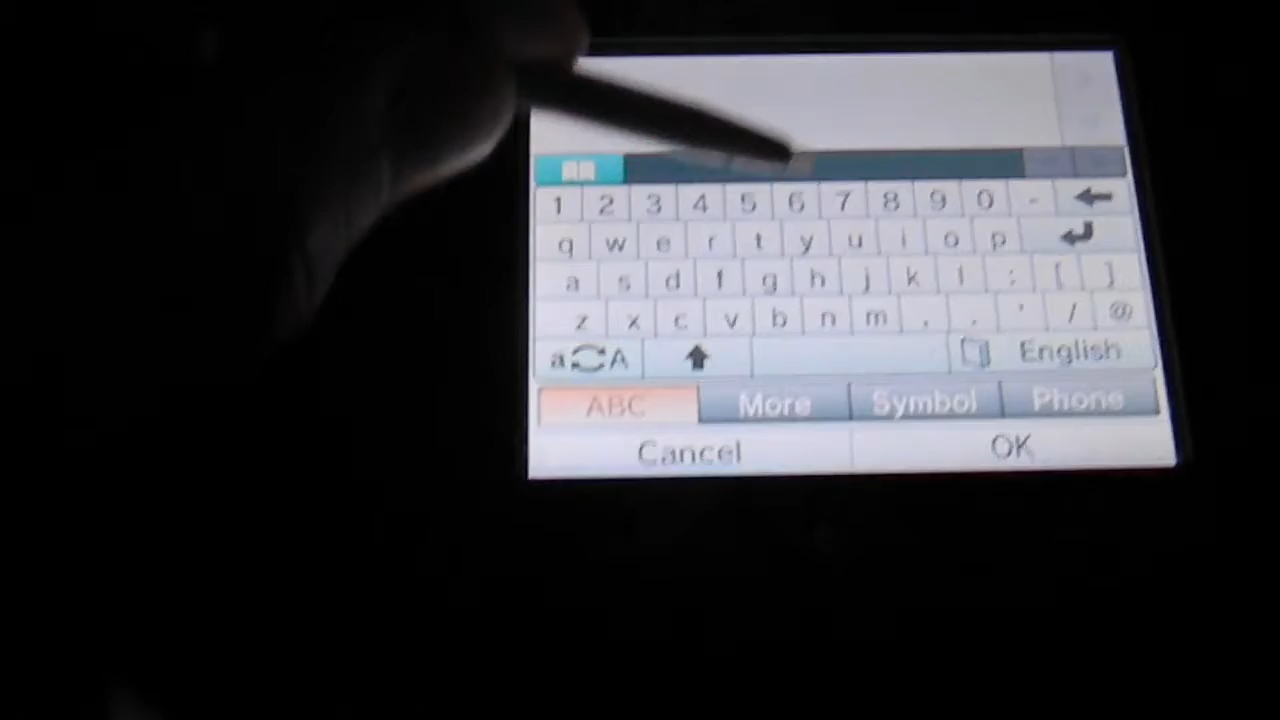 1 2 3 4 5 6 7 8 9 0 -
q w e r t y u i o p
a s d f g h j k l : [ ]
z x c v b n m , . ' / @
a A English
ABC More Symbol Phone
Cancel OK